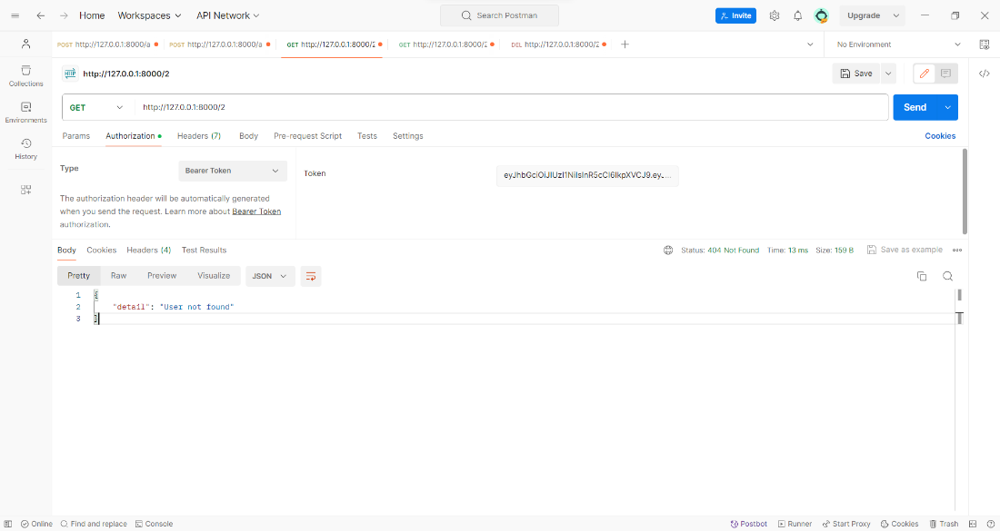 Home Workspaces API Network Search Postman Invite Upgrade
POST http://127.0.0.1:8000/a POST http://127.0.0.1:8000/a GET http://127.0.0.1:8000/2 GET http://127.0.0.1:8000/2 DEL http://127.0.0.1:8000/2 No Environment
HTTP http://127.0.0.1:8000/2 Save
Collections
GET http://127.0.0.1:8000/2 Send
Environments
Params Authorization Headers (7) Body Pre-request Script Tests Settings Cookies
History
Type Bearer Token Token eyJhbGciOiJIUzI1NiIsInR5cCI6IkpXVCJ9.ey...
The authorization header will be automatically generated
when you send the request. Learn more about Bearer Token
authorization.
Body Cookies Headers (4) Test Results Status: 404 Not Found Time: 13 ms Size: 159 B Save as example
Pretty Raw Preview Visualize JSON
1 {
2 "detail": "User not found"
3 }
Online Find and replace Console Postbot Runner Start Proxy Cookies Trash